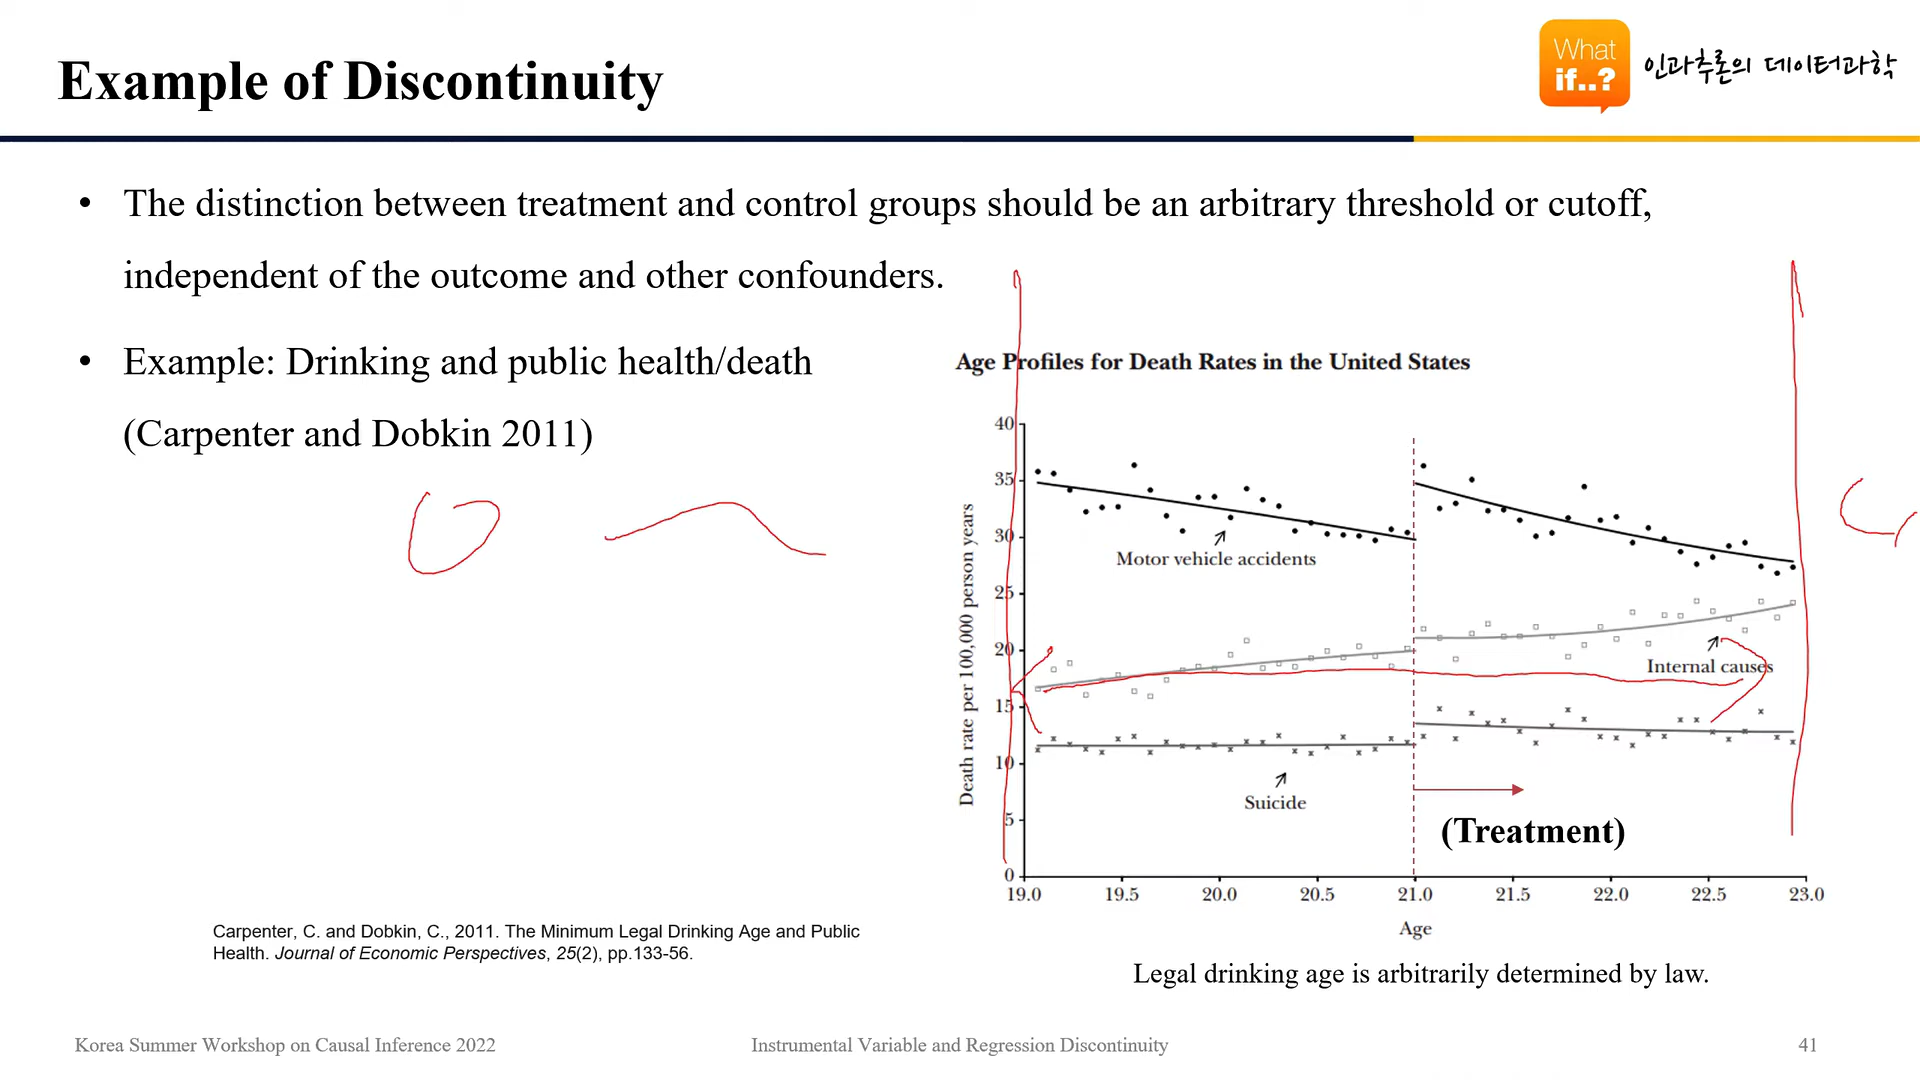 Example of Discontinuity
What
if..?
인과추론의 데이터과학
• The distinction between treatment and control groups should be an arbitrary threshold or cutoff,
independent of the outcome and other confounders.
• Example: Drinking and public health/death
(Carpenter and Dobkin 2011)
Age Profiles for Death Rates in the United States
Death rate per 100,000 person years
40
35
30
25
20
15
10
5
0
Motor vehicle accidents
Internal causes
Suicide
(Treatment)
19.0 19.5 20.0 20.5 21.0 21.5 22.0 22.5 23.0
Age
Legal drinking age is arbitrarily determined by law.
Carpenter, C. and Dobkin, C., 2011. The Minimum Legal Drinking Age and Public
Health. Journal of Economic Perspectives, 25(2), pp.133-56.
Korea Summer Workshop on Causal Inference 2022
Instrumental Variable and Regression Discontinuity
41